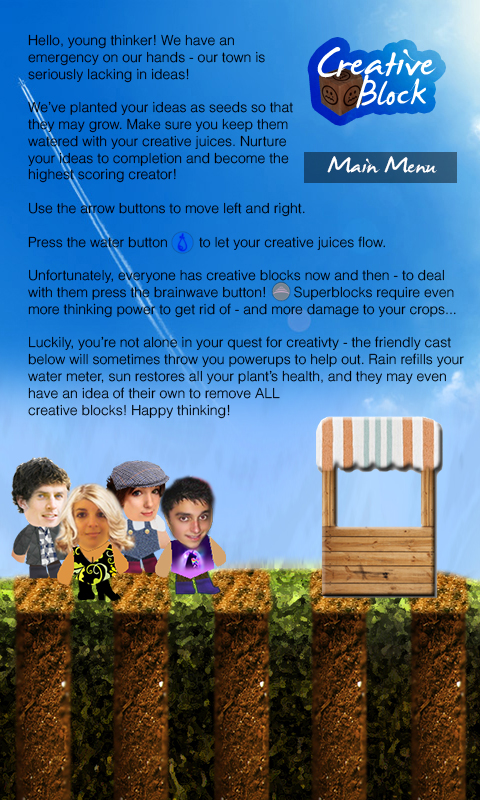 Hello, young thinker! We have an
emergency on our hands - our town is
seriously lacking in ideas!
Creative
Block
We've planted your ideas as seeds so that
they may grow. Make sure you keep them
watered with your creative juices. Nurture
your ideas to completion and become the
highest scoring creator!
Main Menu
Use the arrow buttons to move left and right.
Press the water button to let your creative juices flow.
Unfortunately, everyone has creative blocks now and then - to deal
with them press the brainwave button! Superblocks require even
more thinking power to get rid of - and more damage to your crops...
Luckily, you're not alone in your quest for creativty - the friendly cast
below will sometimes throw you powerups to help out. Rain refills your
water meter, sun restores all your plant's health, and they may even
have an idea of their own to remove ALL
creative blocks! Happy thinking!